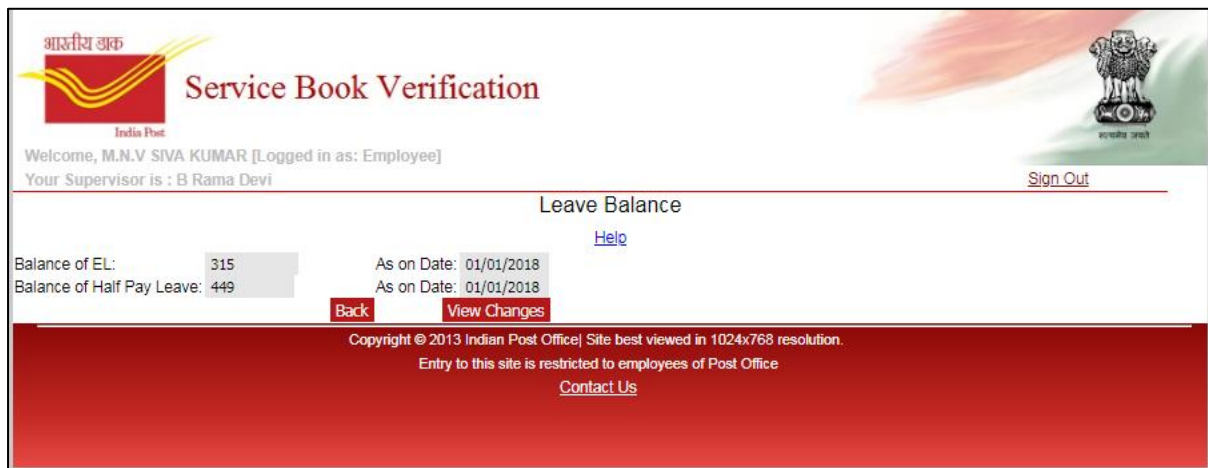 भारतीय डाक
India Post
Service Book Verification
सत्यमेव जयते
Welcome, M.N.V SIVA KUMAR [Logged in as: Employee]
Your Supervisor is : B Rama Devi
Sign Out
Leave Balance
Help
Balance of EL: 315 As on Date: 01/01/2018
Balance of Half Pay Leave: 449 As on Date: 01/01/2018
Back View Changes
Copyright © 2013 Indian Post Office| Site best viewed in 1024x768 resolution.
Entry to this site is restricted to employees of Post Office
Contact Us